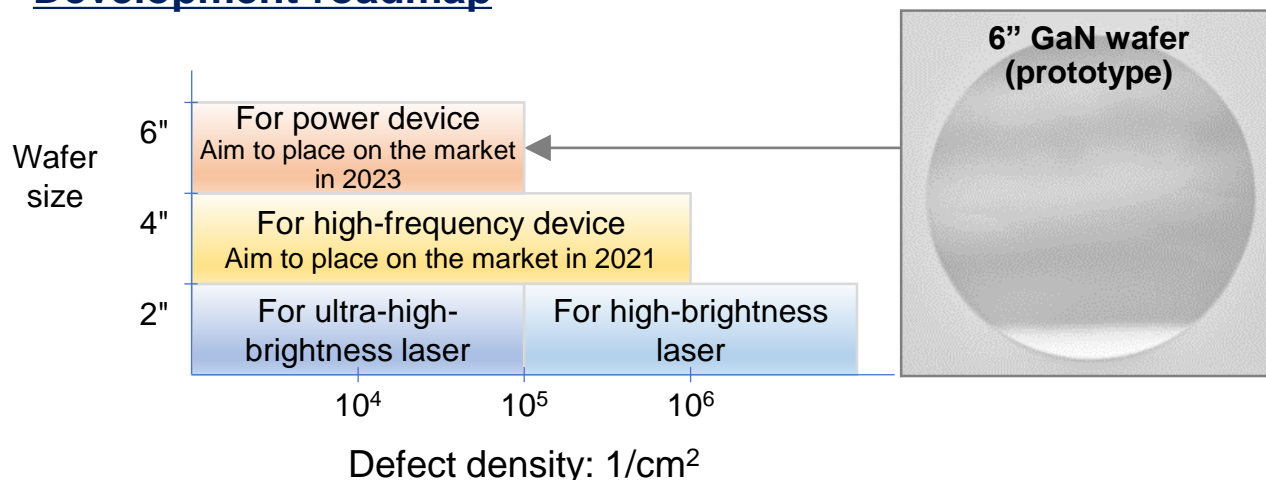 Development roadmap
6” GaN wafer
(prototype)
Wafer
size
6"
For power device
Aim to place on the market
in 2023
4"
For high-frequency device
Aim to place on the market in 2021
2"
For ultra-high-
brightness laser
For high-brightness
laser
10⁴
10⁵
10⁶
Defect density: 1/cm²